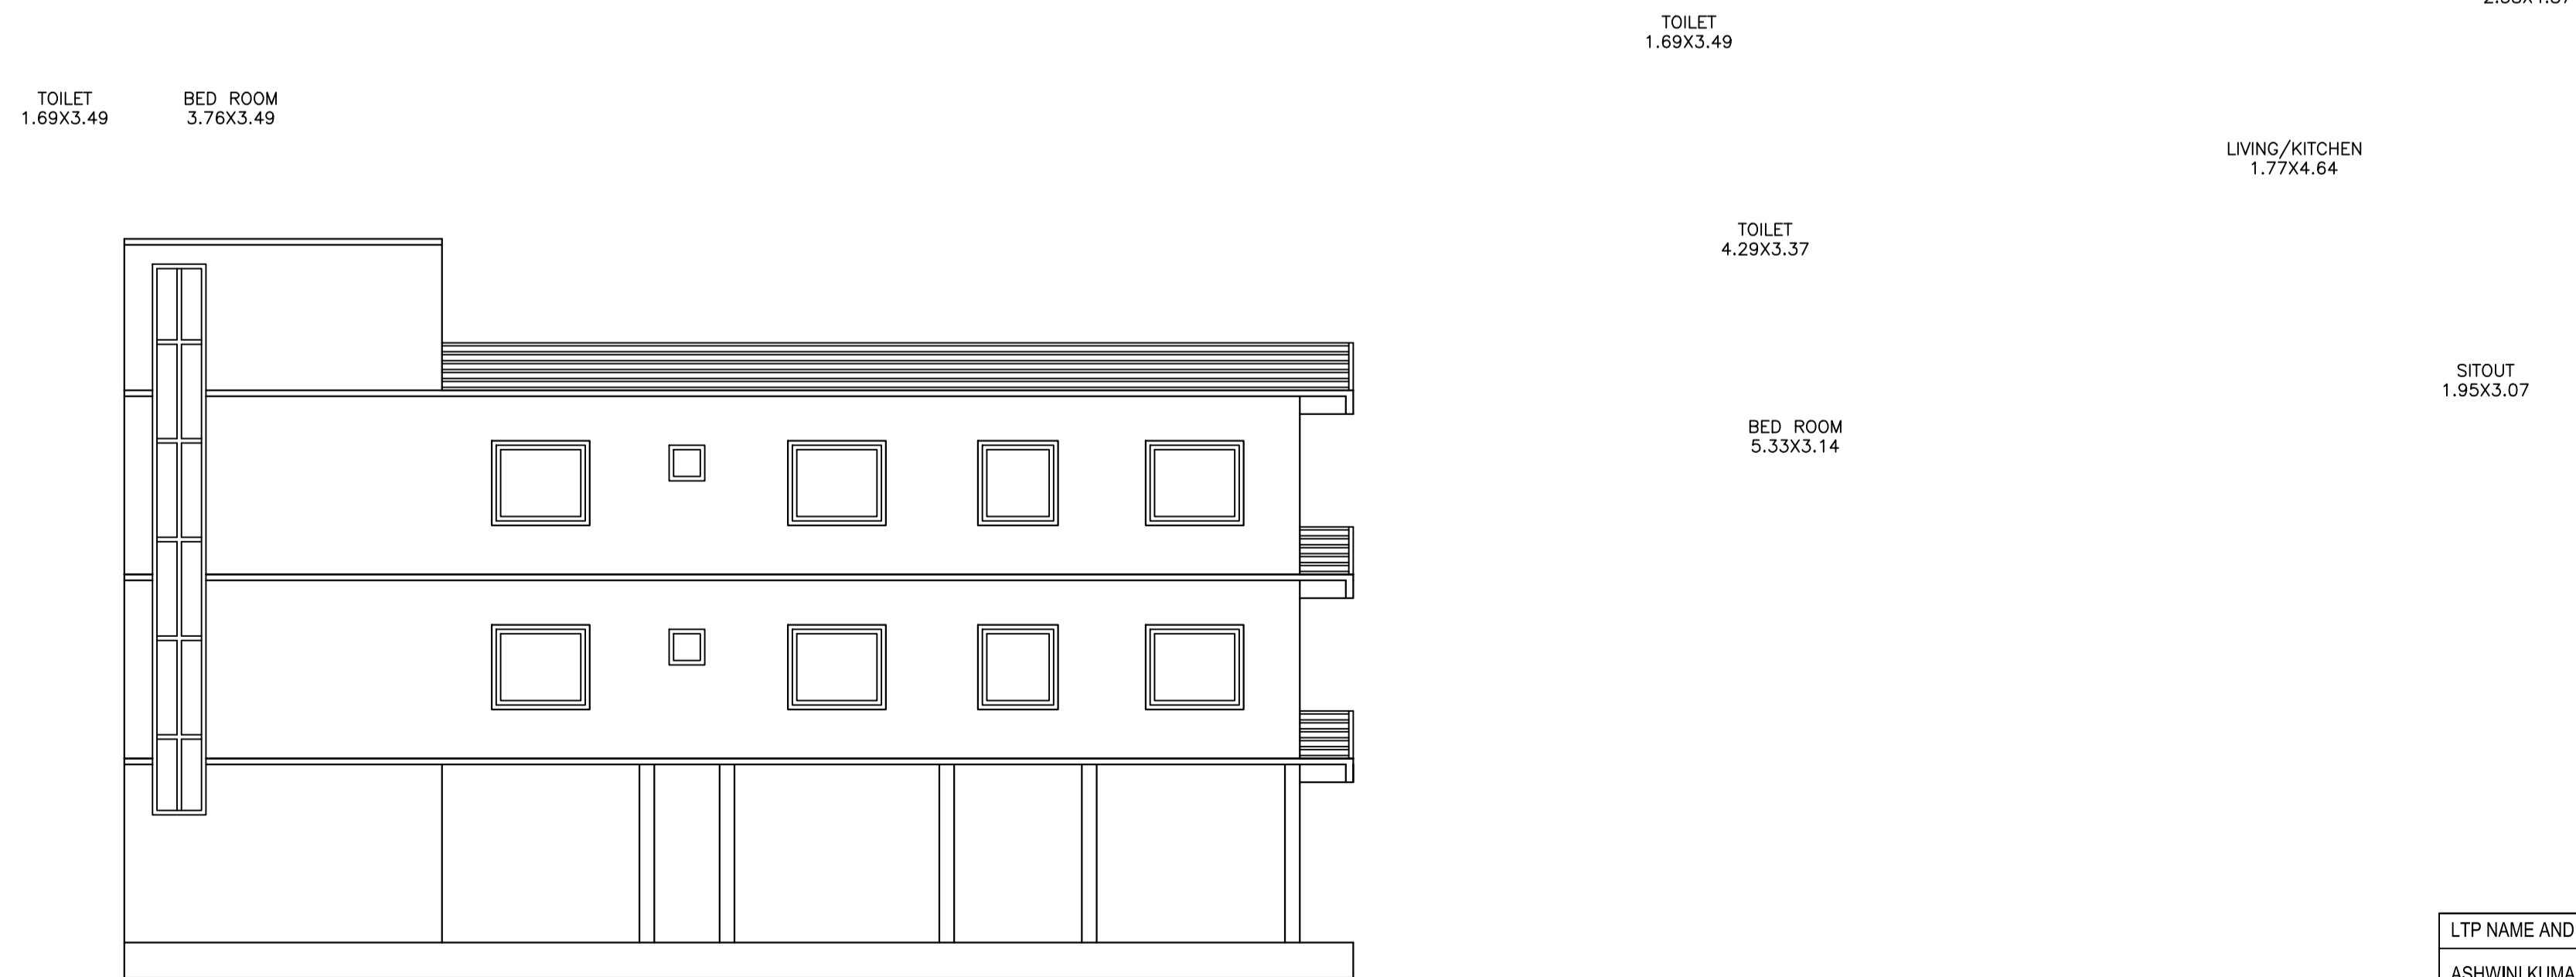 TOILET
1.69X3.49
TOILET
1.69X3.49
BED ROOM
3.76X3.49
LIVING/KITCHEN
1.77X4.64
TOILET
4.29X3.37
SITOUT
1.95X3.07
BED ROOM
5.33X3.14
LTP NAME AND